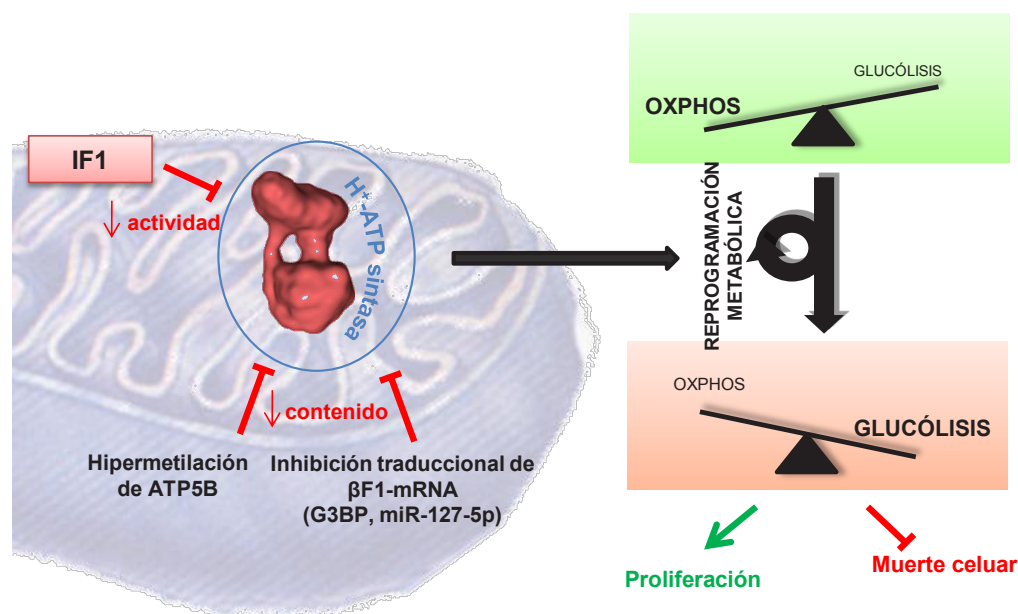 IF1
↓ actividad
H⁺-ATP sintasa
↓ contenido
Hipermetilación
de ATP5B
Inhibición traduccional de
βF1-mRNA
(G3BP, miR-127-5p)
GLUCÓLISIS
OXPHOS
REPROGRAMACIÓN
METABÓLICA
OXPHOS
GLUCÓLISIS
Proliferación
Muerte celuar